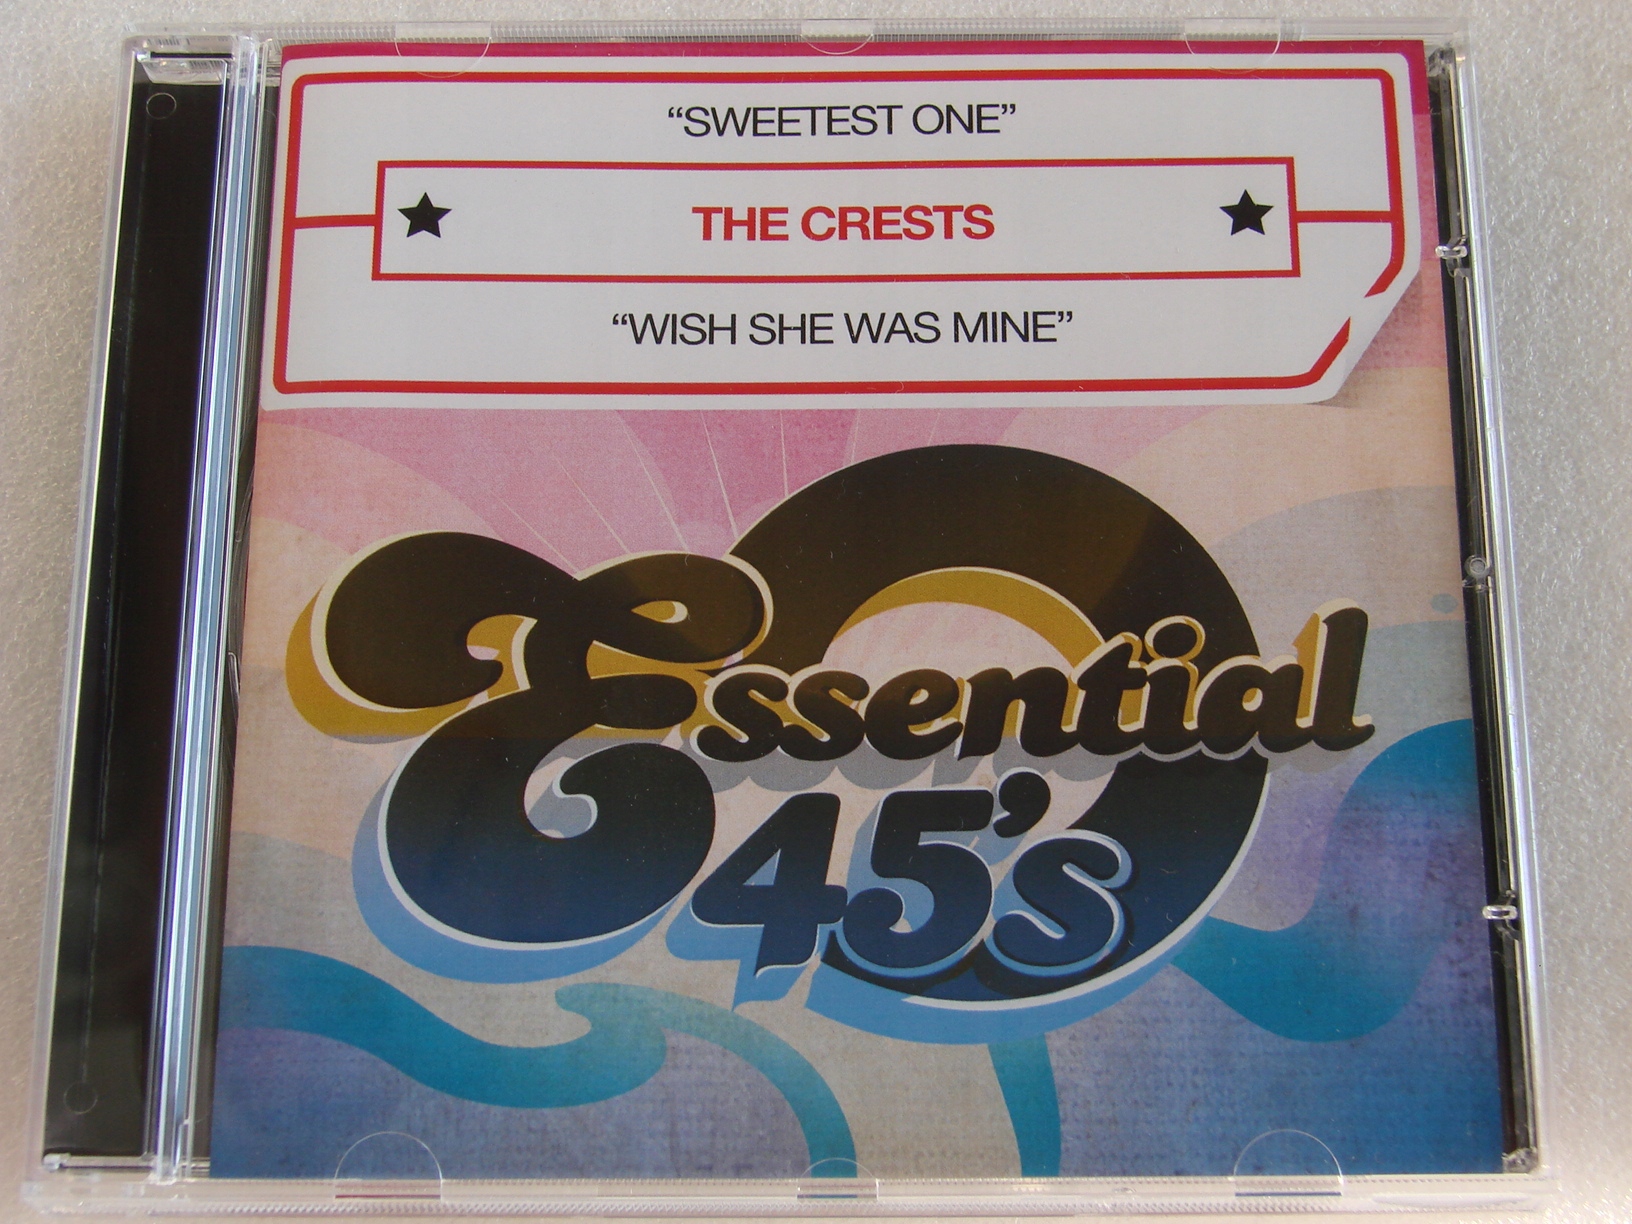 “SWEETEST ONE”
THE CRESTS
“WISH SHE WAS MINE”
Essential
45's